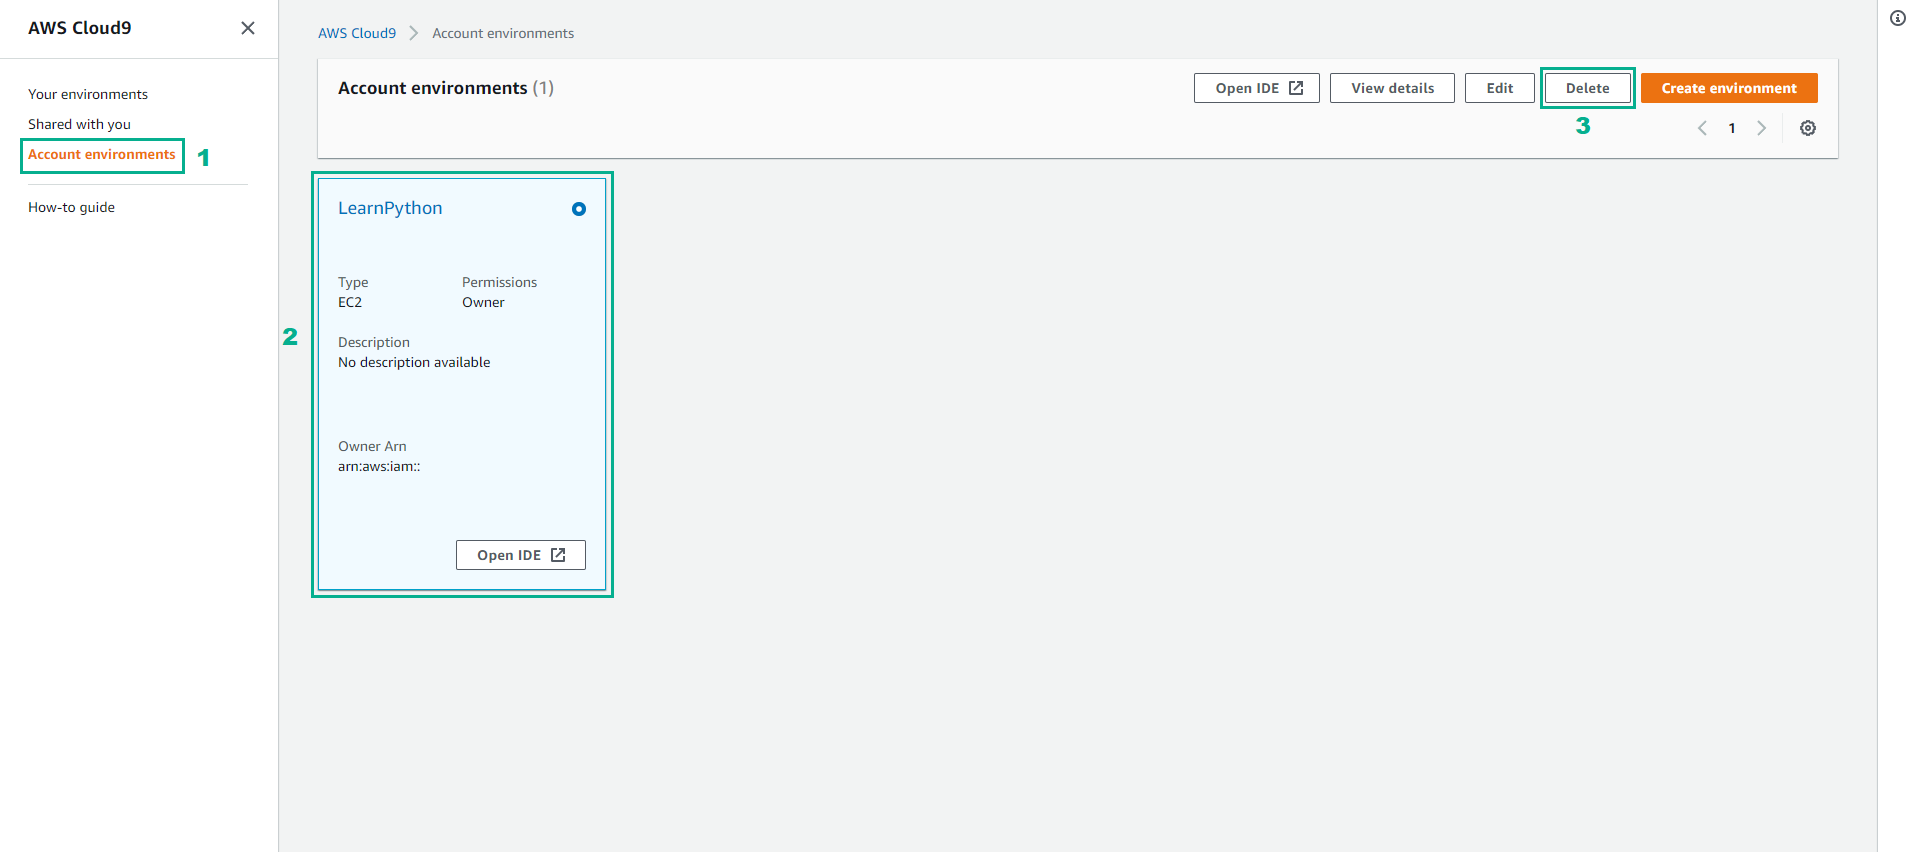 AWS Cloud9
Your environments
Shared with you
Account environments 1
How-to guide
AWS Cloud9 Account environments
Account environments (1)
Open IDE View details Edit Delete Create environment
3
1
LearnPython
Type Permissions
EC2 Owner
2
Description
No description available
Owner Arn
arn:aws:iam::
Open IDE